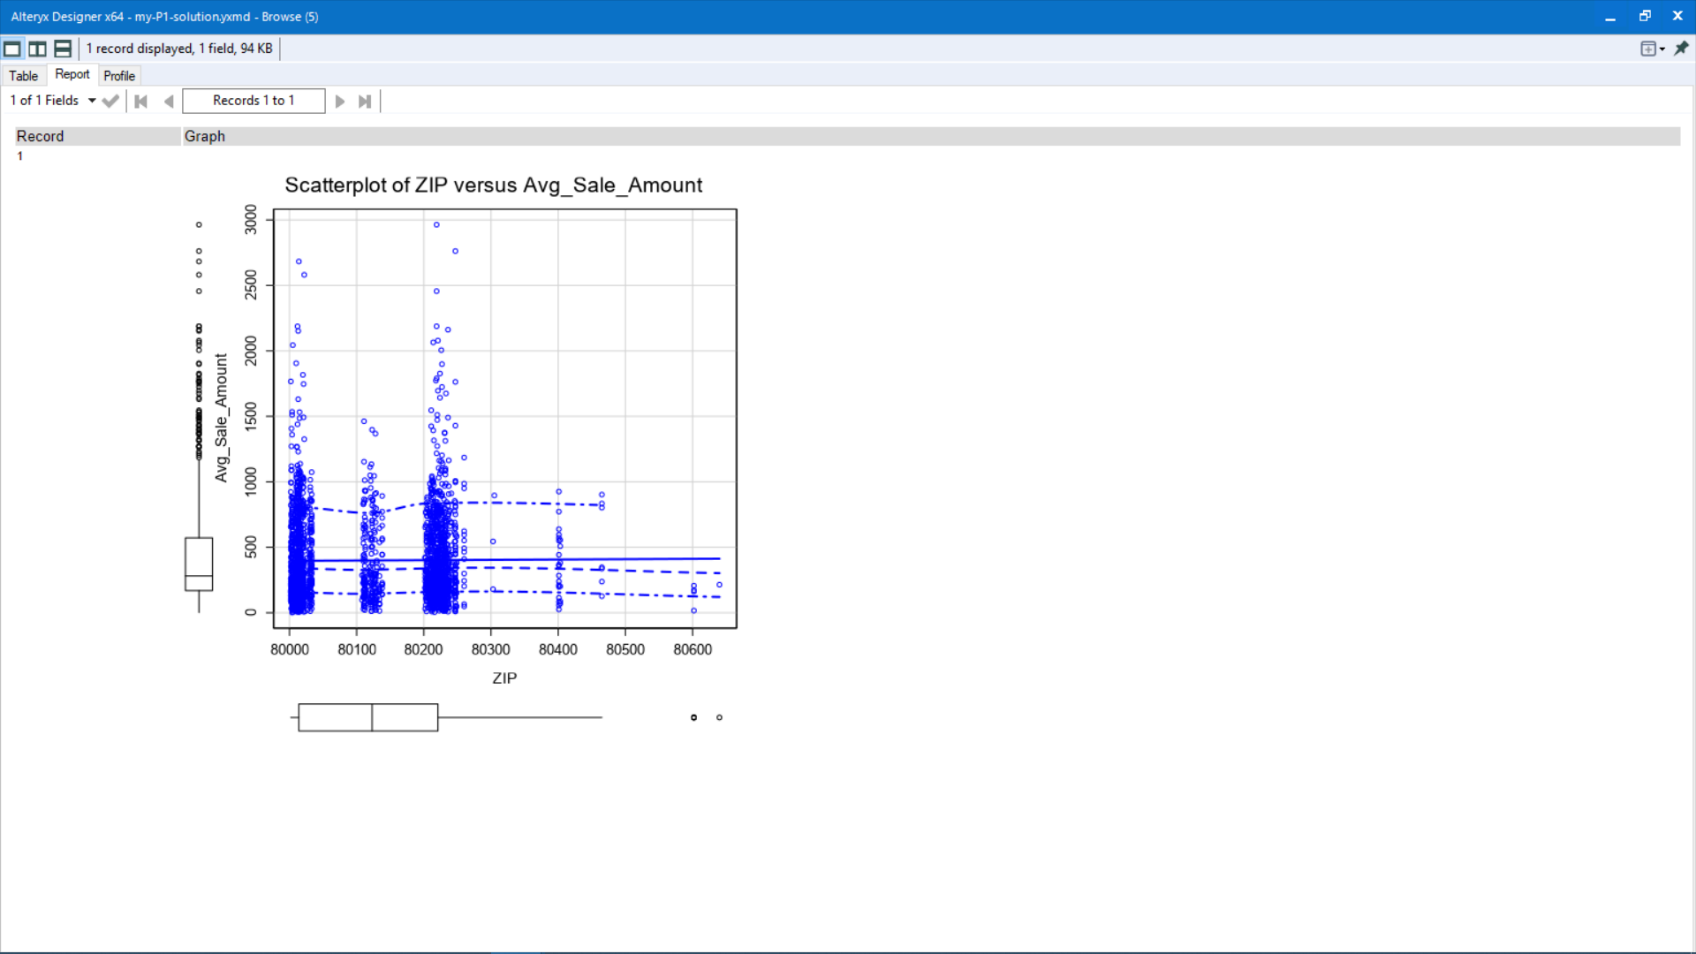 Alteryx Designer x64 - my-P1-solution.yxmd - Browse (5)
1 record displayed, 1 field, 94 KB
Table Report Profile
1 of 1 Fields Records 1 to 1
Record Graph
1
Scatterplot of ZIP versus Avg_Sale_Amount
3000
2500
2000
1500
1000
500
0
Avg_Sale_Amount
80000 80100 80200 80300 80400 80500 80600
ZIP